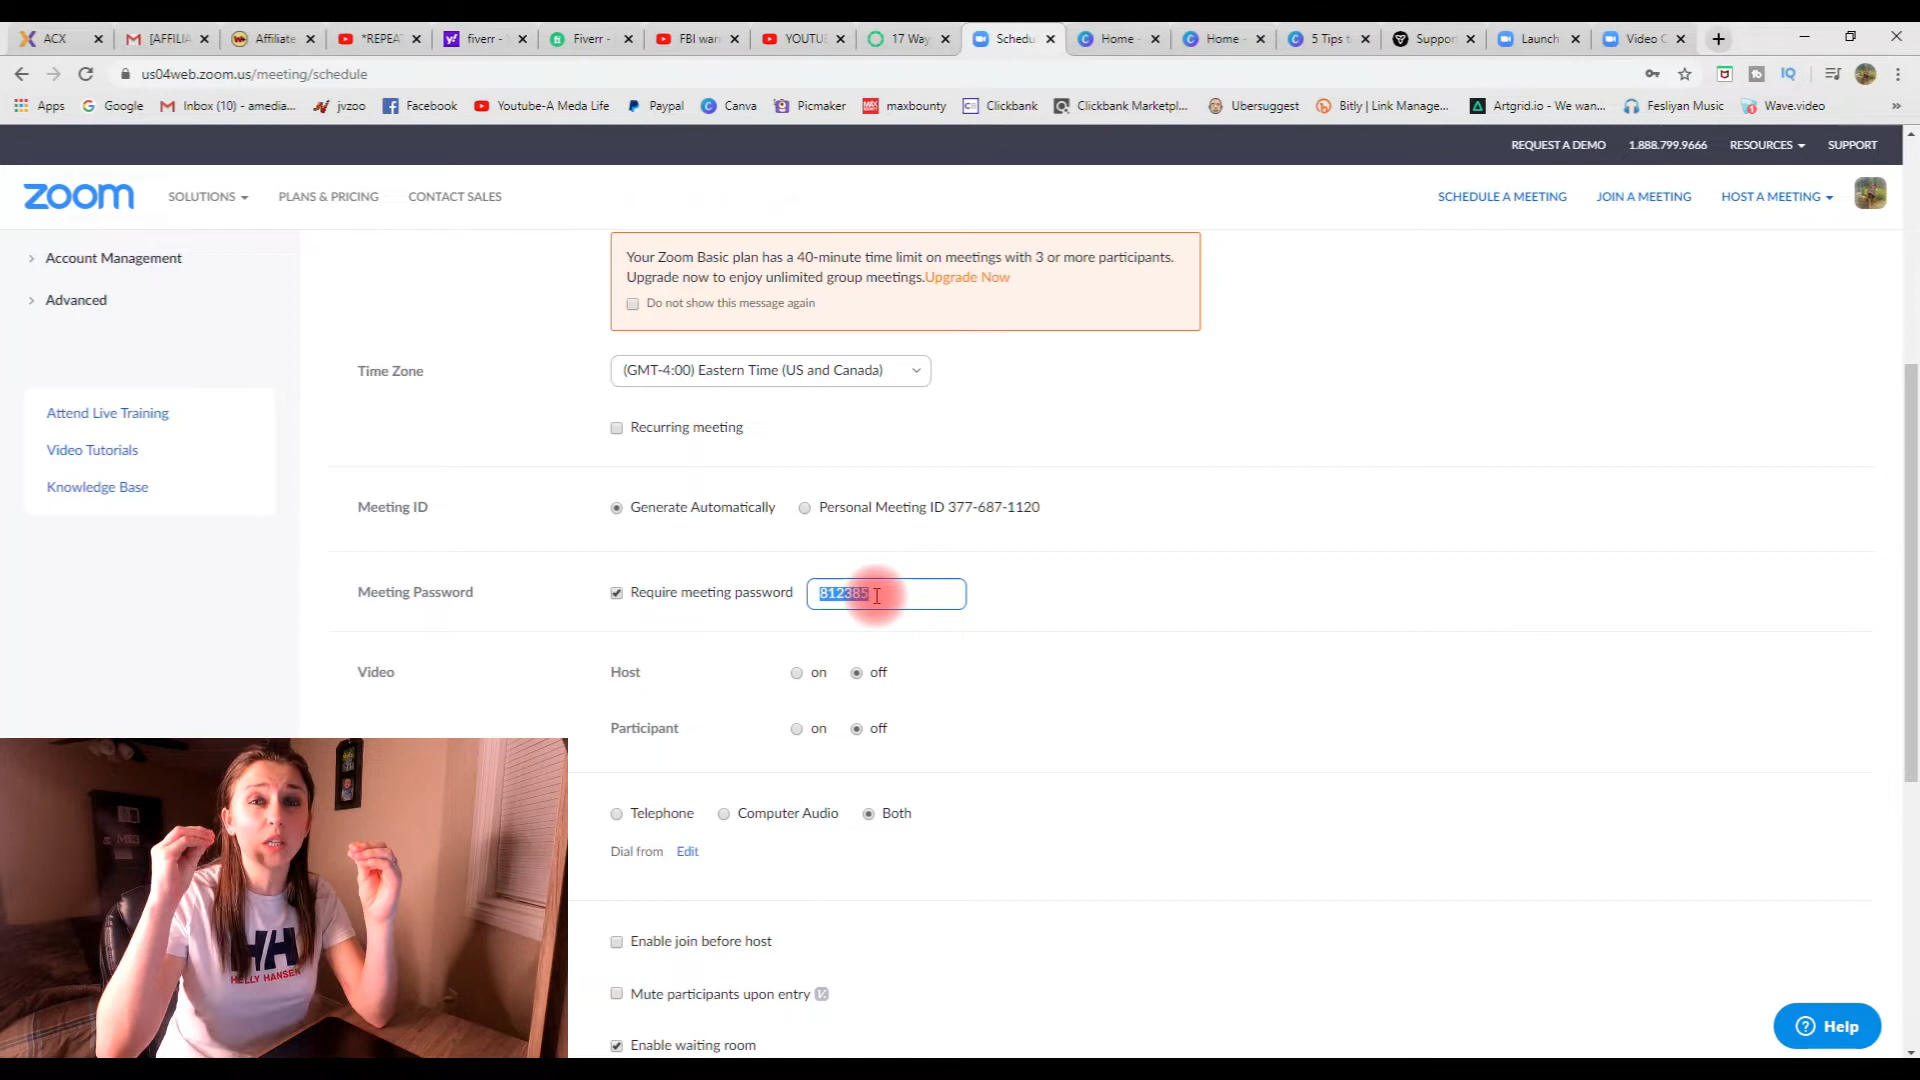 ACX
[AFFILIA
Affiliate
*REPEA
fiverr -
Fiverr -
FBI war
YOUTU
17 Way
Schedu
Home -
Home -
5 Tips t
Suppor
Launch
Video C
us04web.zoom.us/meeting/schedule
Apps Google Inbox (10) - amedia... jvzoo Facebook Youtube-A Meda Life Paypal Canva Picmaker maxbounty Clickbank Clickbank Marketpl... Ubersuggest Bitly | Link Manage... Artgrid.io - We wan... Fesliyan Music Wave.video »
REQUEST A DEMO 1.888.799.9666 RESOURCES SUPPORT
zoom SOLUTIONS PLANS & PRICING CONTACT SALES SCHEDULE A MEETING JOIN A MEETING HOST A MEETING
Account Management
Advanced
Attend Live Training
Video Tutorials
Knowledge Base
Your Zoom Basic plan has a 40-minute time limit on meetings with 3 or more participants.
Upgrade now to enjoy unlimited group meetings.Upgrade Now
Do not show this message again
Time Zone (GMT-4:00) Eastern Time (US and Canada)
Recurring meeting
Meeting ID Generate Automatically Personal Meeting ID 377-687-1120
Meeting Password Require meeting password 812385
Video Host on off
Participant on off
Telephone Computer Audio Both
Dial from Edit
Enable join before host
Mute participants upon entry
Enable waiting room
HH
HELLY HANSEN
Help